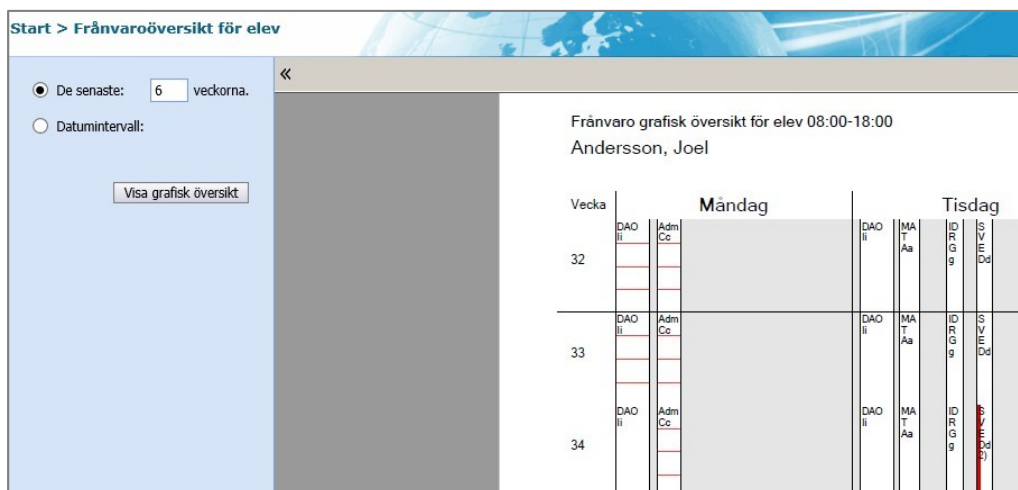 Start > Frånvaroöversikt för elev
«
De senaste: 6 veckorna.
Datumintervall:
Visa grafisk översikt
Frånvaro grafisk översikt för elev 08:00-18:00
Andersson, Joel
Vecka Måndag Tisdag
32
DAO
li
Adm
Cc
DAO
li
MA
T
Aa
ID
R
G
g
S
V
E
Dd
33
DAO
li
Adm
Cc
DAO
li
MA
T
Aa
ID
R
G
g
S
V
E
Dd
34
DAO
li
Adm
Cc
DAO
li
MA
T
Aa
ID
R
G
g
S
V
E
Dd
2)